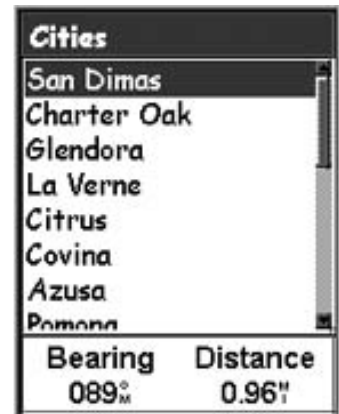 Cities
San Dimas
Charter Oak
Glendora
La Verne
Citrus
Covina
Azusa
Pomona
Bearing Distance
089°M 0.96"